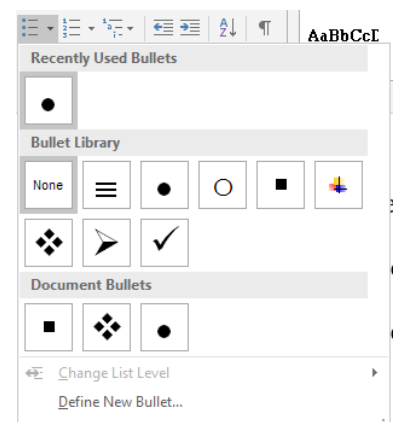 AaBbCcI
Recently Used Bullets
Bullet Library
None
Document Bullets
Change List Level
Define New Bullet...